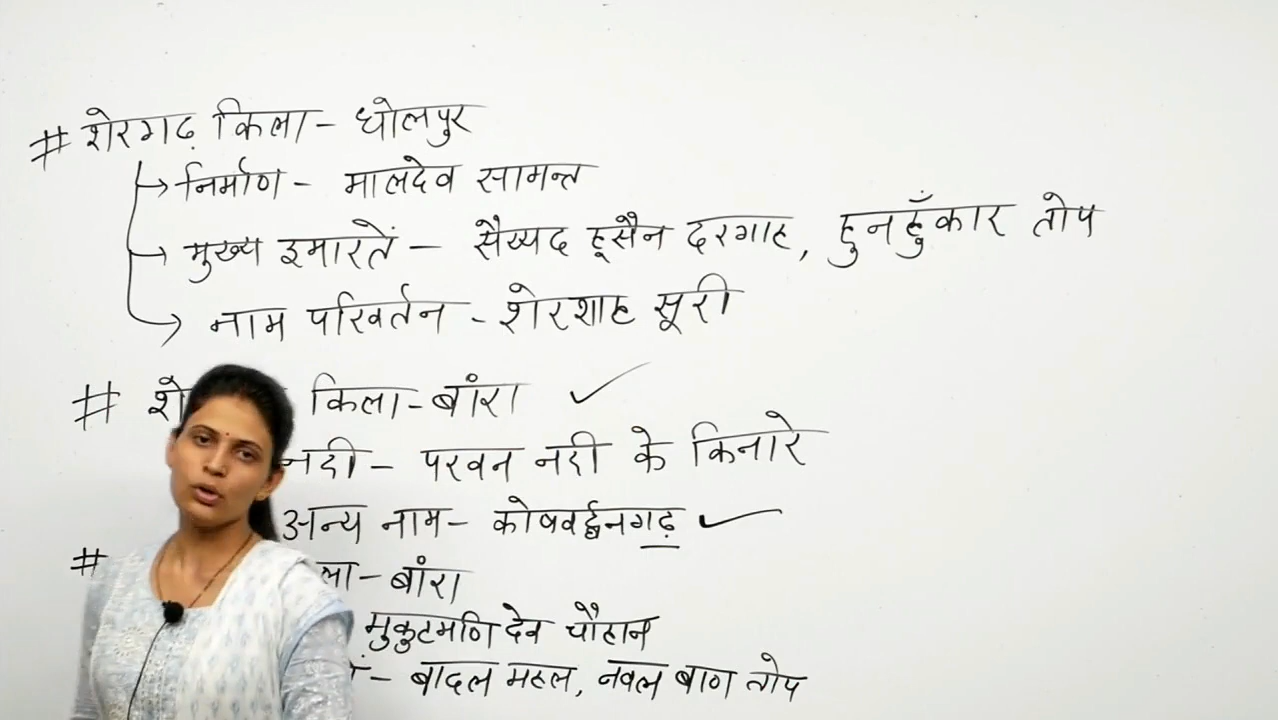 # शेरगढ़ किला - धोलपुर
→ निर्माण - मालदेव सामन्त
→ मुख्य इमारतें - सैय्यद हूसैन दरगाह, हुनहुँकार तोप
→ नाम परिवर्तन - शेरशाह सूरी
# शे किला - बांरा ✓
नदी - परवन नदी के किनारे
अन्य नाम - कोषवर्द्धनगढ़ ✓
# ला - बांरा
मुकुटमणि देव चौहान
- बादल महल, नवल बाण तोप